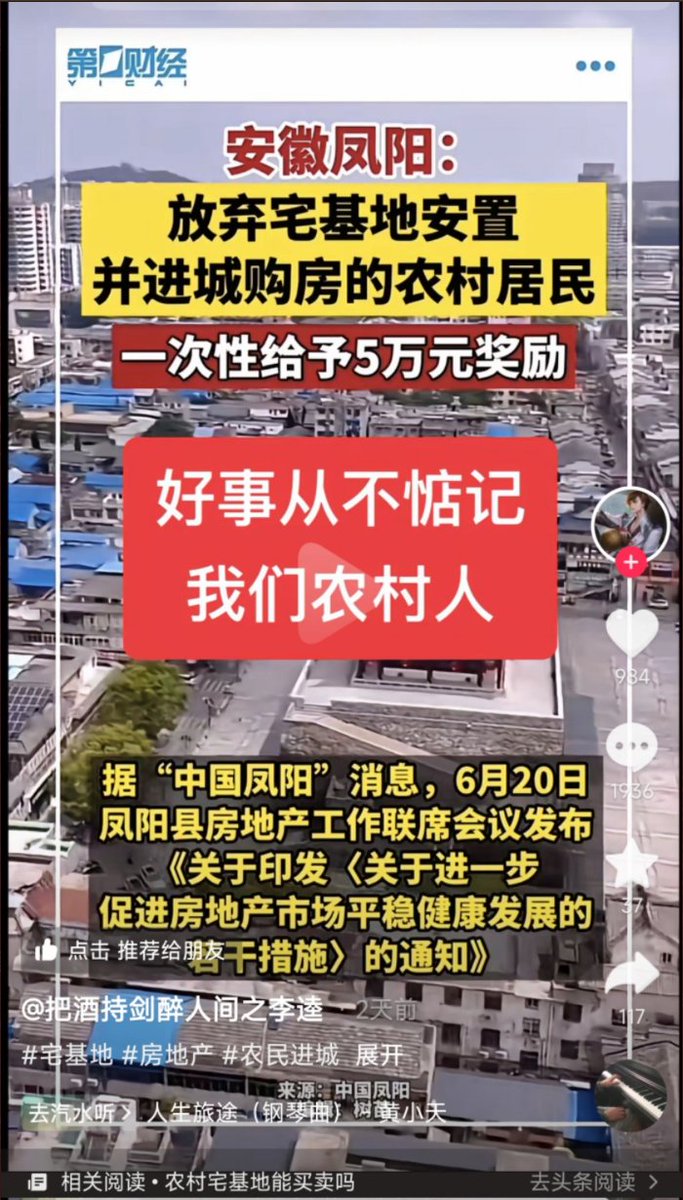 第一财经
YICAI
安徽凤阳：
放弃宅基地安置
并进城购房的农村居民
一次性给予5万元奖励
好事从不惦记
我们农村人
934
据“中国凤阳”消息，6月20日
1936
凤阳县房地产工作联席会议发布
《关于印发〈关于进一步
促进房地产市场平稳健康发展的
37
点击 推荐给朋友
若干措施〉的通知》
117
@把酒持剑醉人间之李逵 · 2天前
#宅基地 #房地产 #农民进城 展开
来源：中国凤阳
去汽水听 > 人生旅途（钢琴曲） 黄小天
相关阅读 • 农村宅基地能买卖吗
去头条阅读 >